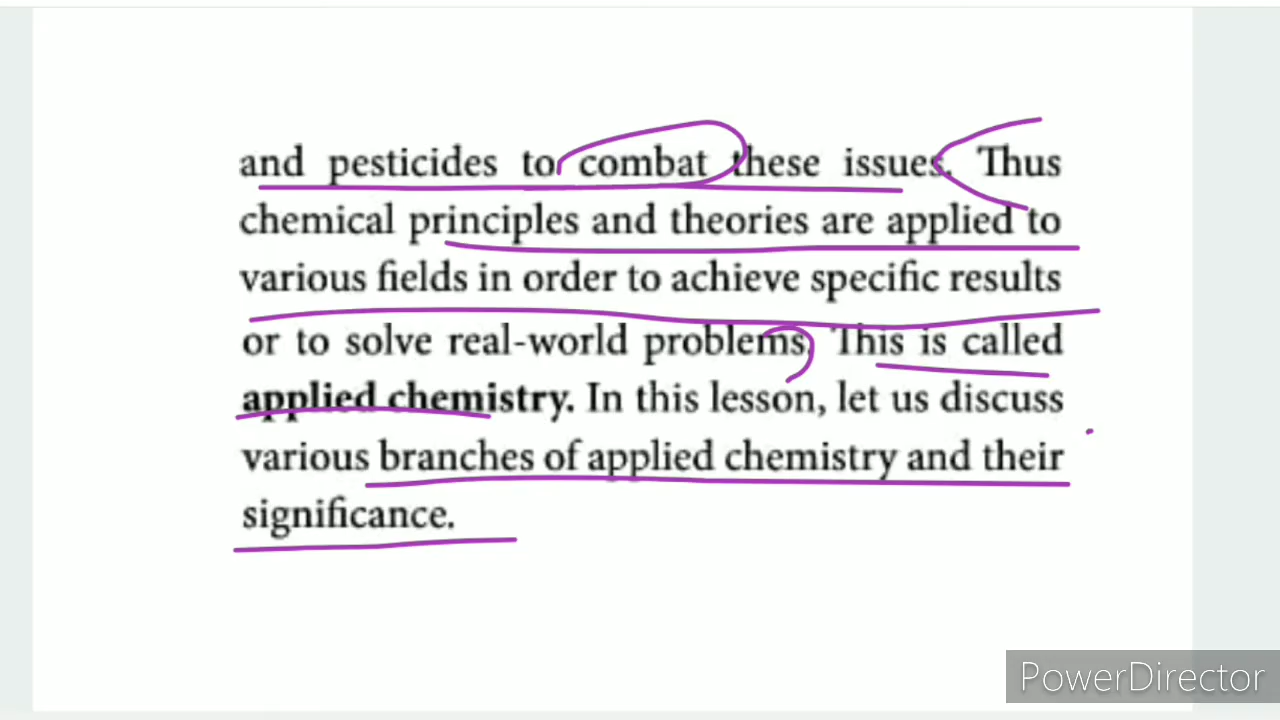 and pesticides to combat these issues. Thus
chemical principles and theories are applied to
various fields in order to achieve specific results
or to solve real-world problems. This is called
applied chemistry. In this lesson, let us discuss
various branches of applied chemistry and their
significance.
PowerDirector